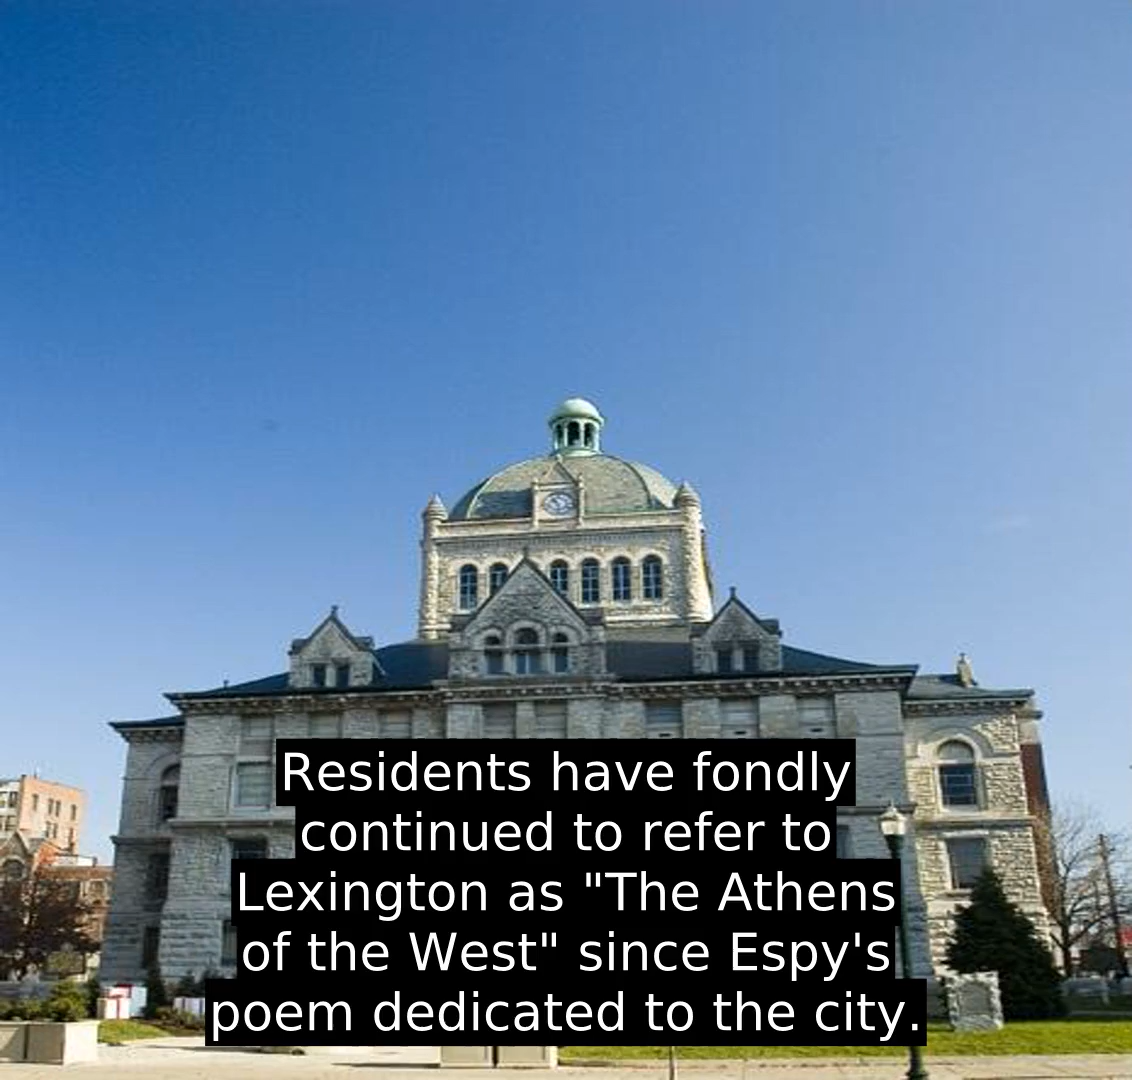 Residents have fondly
continued to refer to
Lexington as "The Athens
of the West" since Espy's
poem dedicated to the city.